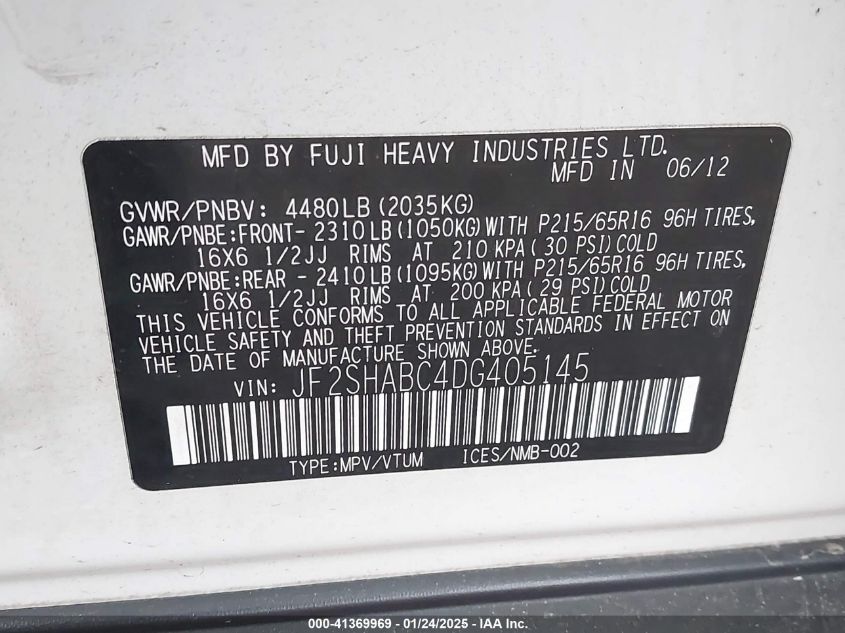 MFD BY FUJI HEAVY INDUSTRIES LTD.
MFD IN 06/12
GVWR/PNBV: 4480LB(2035KG)
GAWR/PNBE:FRONT- 2310LB(1050KG)WITH P215/65R16 96H TIRES,
16X6 1/2JJ RIMS AT 210 KPA( 30 PSI)COLD
GAWR/PNBE:REAR - 2410LB(1095KG)WITH P215/65R16 96H TIRES,
16X6 1/2JJ RIMS AT 200 KPA( 29 PSI)COLD
THIS VEHICLE CONFORMS TO ALL APPLICABLE FEDERAL MOTOR
VEHICLE SAFETY AND THEFT PREVENTION STANDARDS IN EFFECT ON
THE DATE OF MANUFACTURE SHOWN ABOVE.
VIN: JF2SHABC4DG405145
TYPE:MPV/VTUM ICES/NMB-002
000-41369969 - 01/24/2025 - IAA Inc.